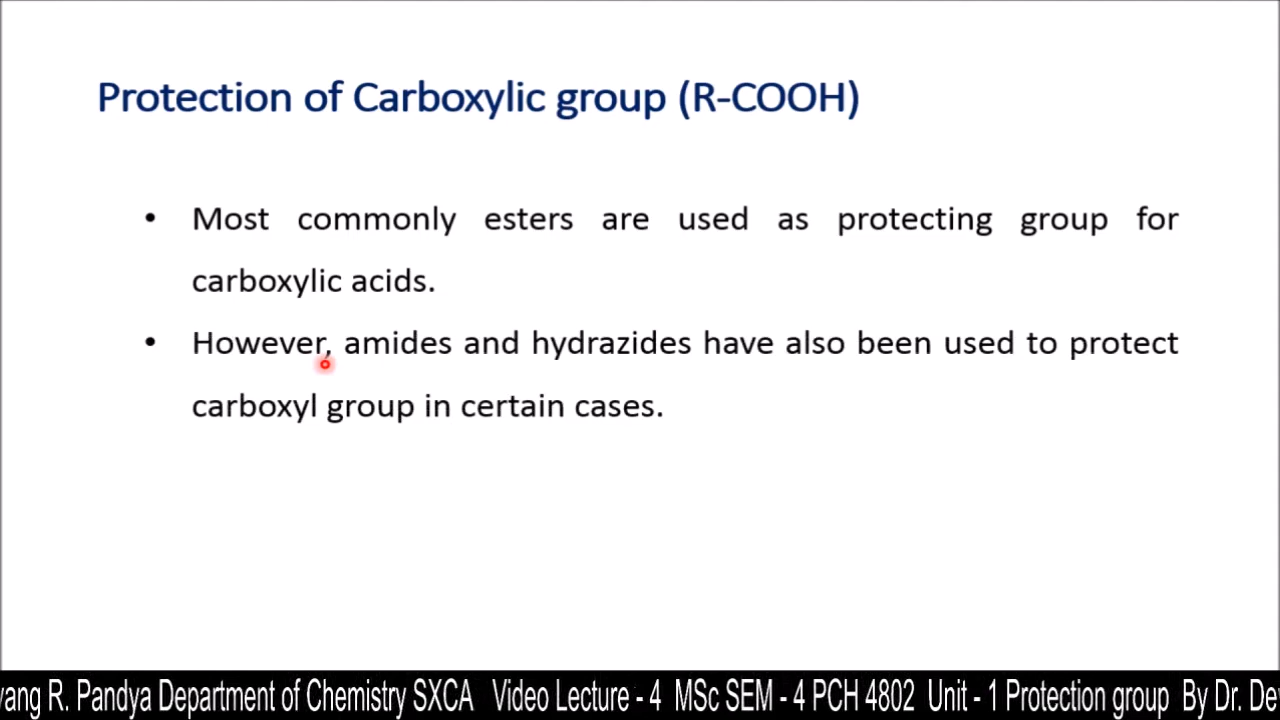 Protection of Carboxylic group (R-COOH)
• Most commonly esters are used as protecting group for
carboxylic acids.
• However, amides and hydrazides have also been used to protect
carboxyl group in certain cases.
R. Pandya Department of Chemistry SXCA Video Lecture - 4 MSc SEM - 4 PCH 4802 Unit - 1 Protection group By Dr.